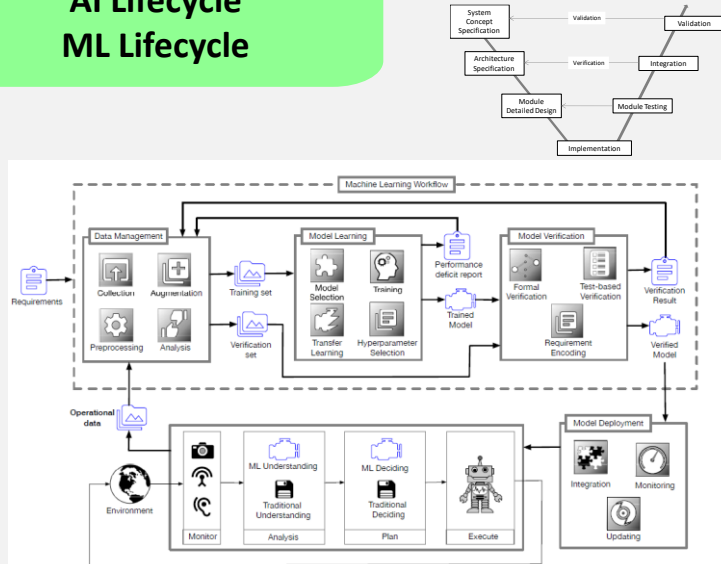 AI Lifecycle
ML Lifecycle
System
Concept
Specification
Validation
Validation
Architecture
Specification
Verification
Integration
Module
Detailed Design
Module Testing
Implementation
Machine Learning Workflow
Data Management
Model Learning
Model Verification
Requirements
Collection
Augmentation
Preprocessing
Analysis
Training set
Verification
set
Model
Selection
Training
Transfer
Learning
Hyperparameter
Selection
Performance
deficit report
Trained
Model
Formal
Verification
Test-based
Verification
Requirement
Encoding
Verification
Result
Verified
Model
Operational
data
Environment
ML Understanding
Traditional
Understanding
ML Deciding
Traditional
Deciding
Monitor
Analysis
Plan
Execute
Model Deployment
Integration
Monitoring
Updating